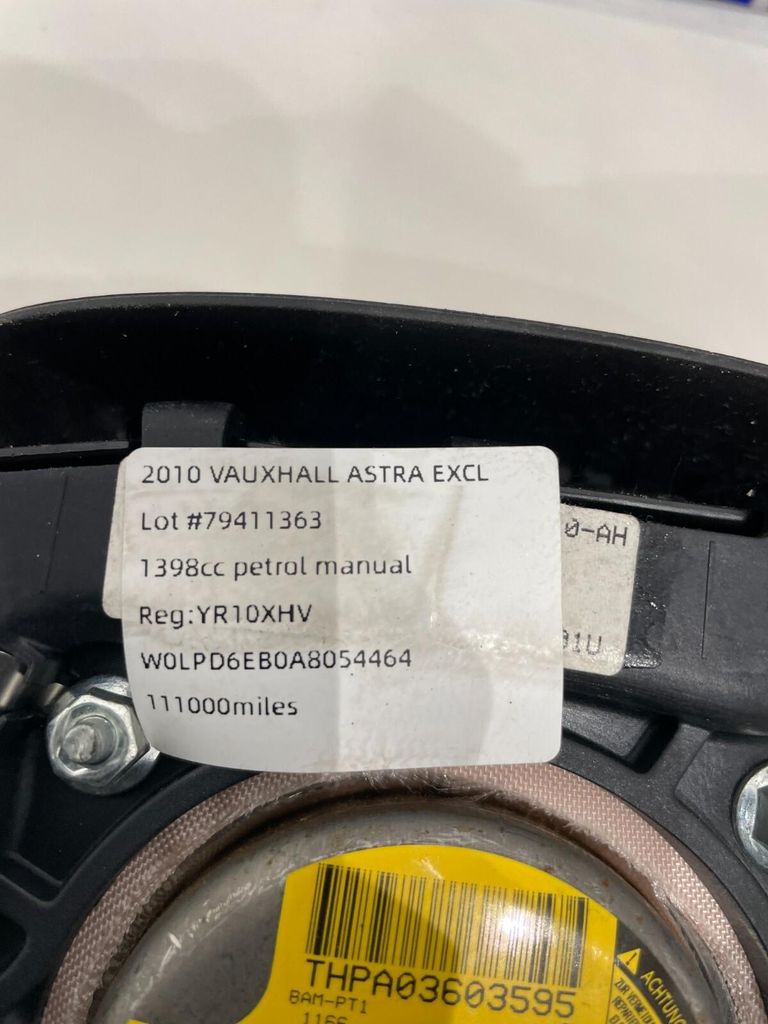 2010 VAUXHALL ASTRA EXCL
Lot #79411363
1398cc petrol manual
Reg:YR10XHV
W0LPD6EB0A8054464
111000miles
0-AH
01U
THPA03603595
BAM-PT1
ACHTUNG